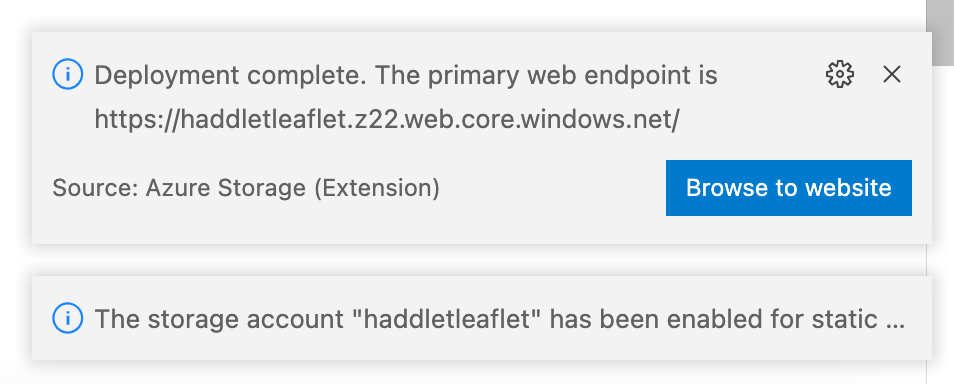 Deployment complete. The primary web endpoint is
https://haddletleaflet.z22.web.core.windows.net/
Source: Azure Storage (Extension)
Browse to website
The storage account "haddletleaflet" has been enabled for static ...